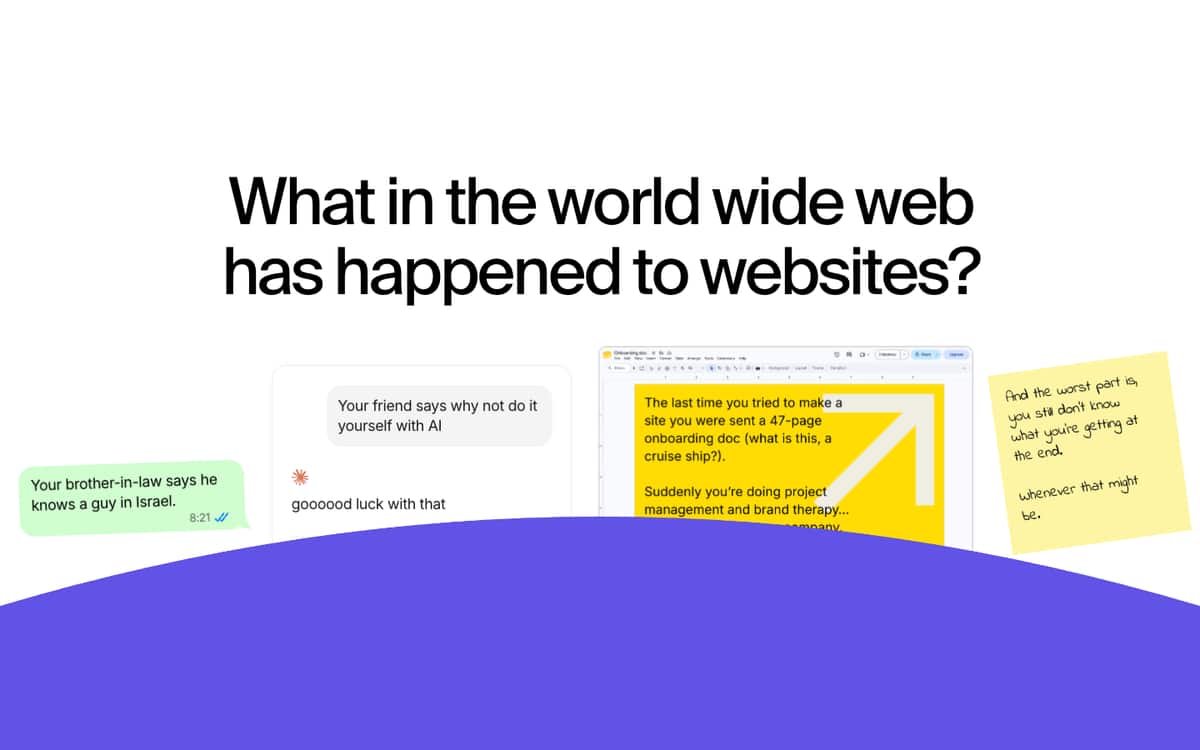 What in the world wide web
has happened to websites?
Your brother-in-law says he
knows a guy in Israel.
8:21
Your friend says why not do it
yourself with AI
goooood luck with that
Onboarding.doc
The last time you tried to make a
site you were sent a 47-page
onboarding doc (what is this, a
cruise ship?).
Suddenly you're doing project
management and brand therapy...
company,
And the worst part is,
you still don't know
what you're getting at
the end.
whenever that might
be.